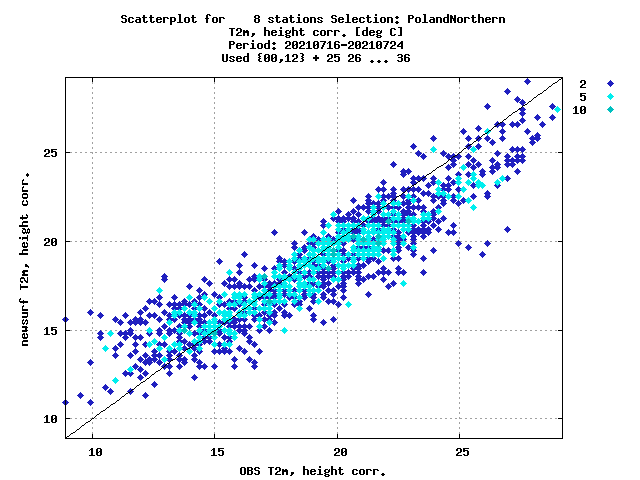 Scatterplot for 8 stations Selection: PolandNorthern
T2m, height corr. [deg C]
Period: 20210716-20210724
Used {00,12} + 25 26 ... 36
2
5
10
25
20
15
10
newsurf T2m, height corr.
10 15 20 25
OBS T2m, height corr.